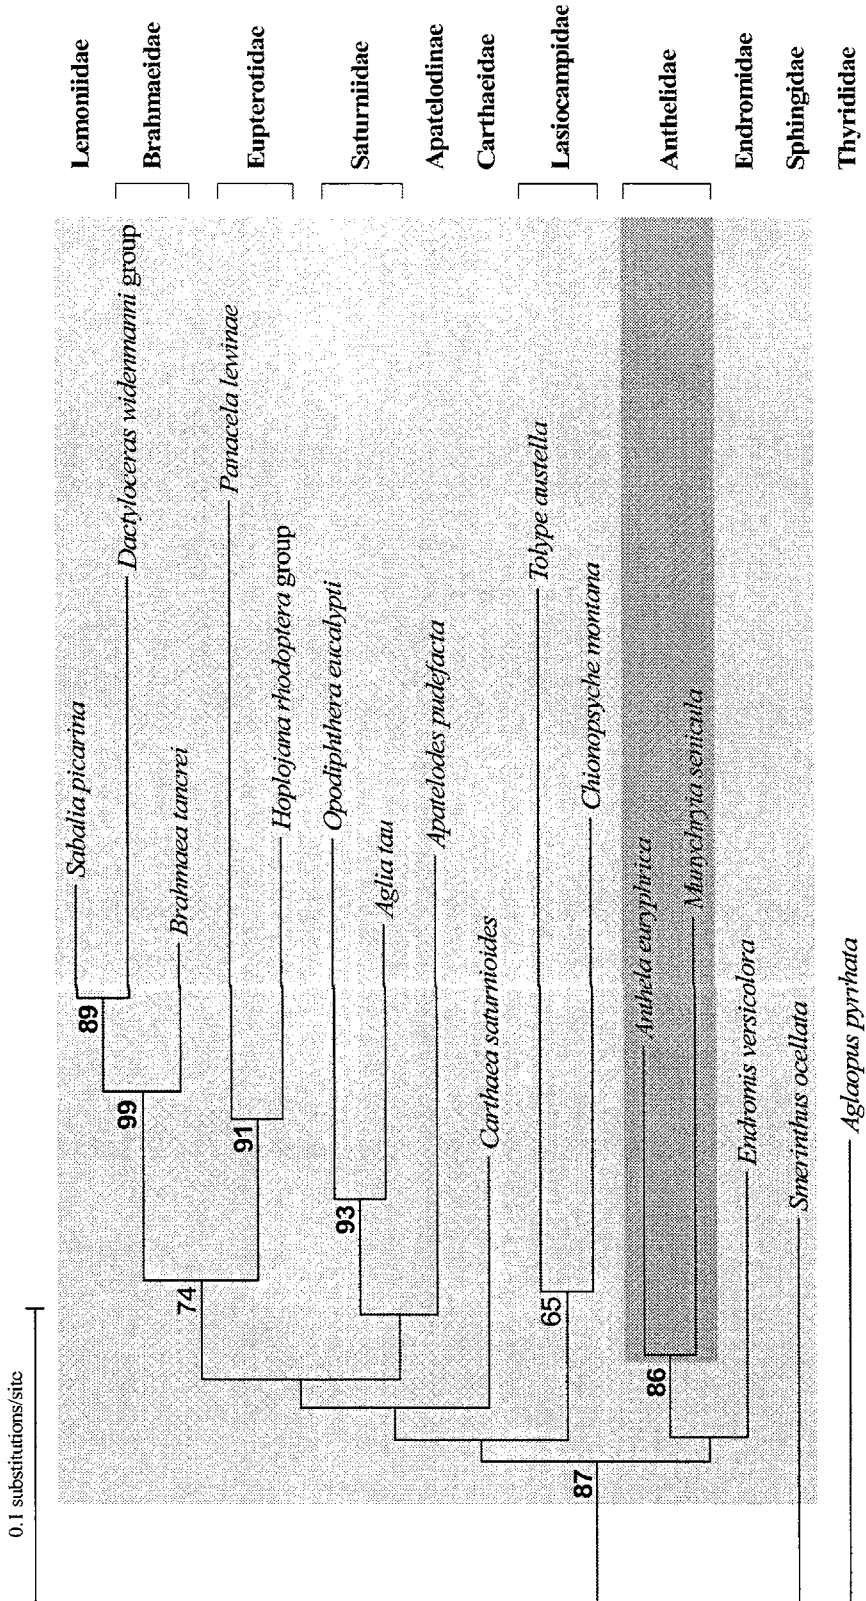 0.1 substitutions/site
Sabalia picarina
Dactyloceras widenmanni group
Brahmaea tancrei
Panacela lewinae
Hoplojana rhodoptera group
Opodiphthera eucalypti
Aglia tau
Apatelodes pudefacta
Carthaea saturnioides
Tolype austella
Chionopsyche montana
Anthela euryphrica
Munychryia senicula
Endromis versicolora
Smerinthus ocellata
Aglaopus pyrrhata
89
99
91
74
93
65
86
87
Lemoniidae
Brahmaeidae
Eupterotidae
Saturniidae
Apatelodinae
Carthaeidae
Lasiocampidae
Anthelidae
Endromidae
Sphingidae
Thyrididae